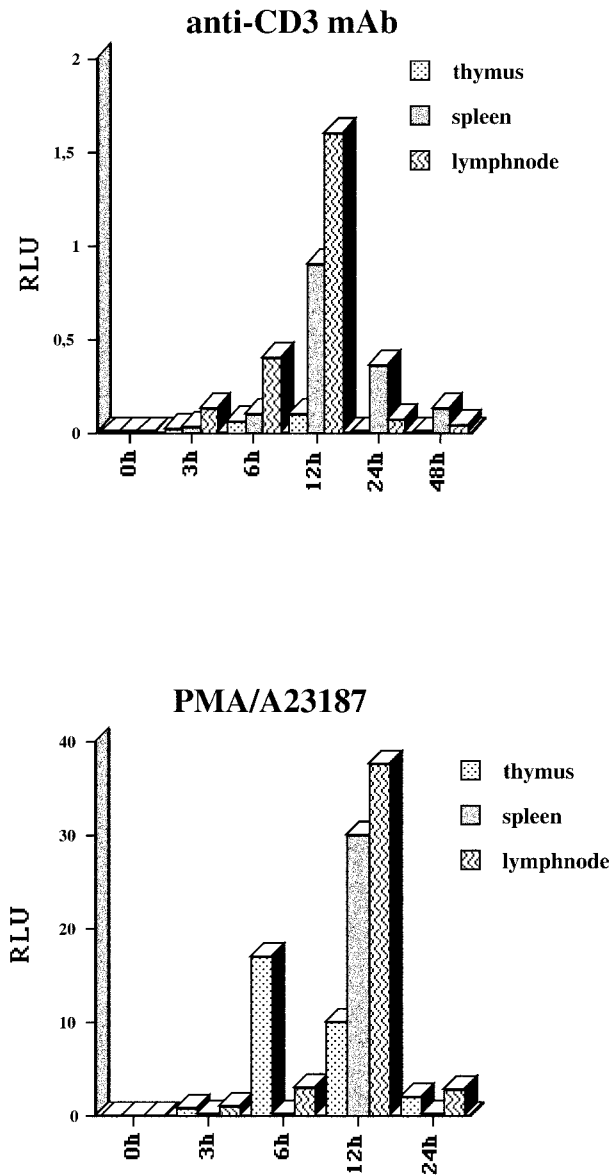 anti-CD3 mAb
2
1,5
1
0,5
0
RLU
thymus
spleen
lymphnode
0h
3h
6h
12h
24h
48h
PMA/A23187
40
30
20
10
0
RLU
thymus
spleen
lymphnode
0h
3h
6h
12h
24h